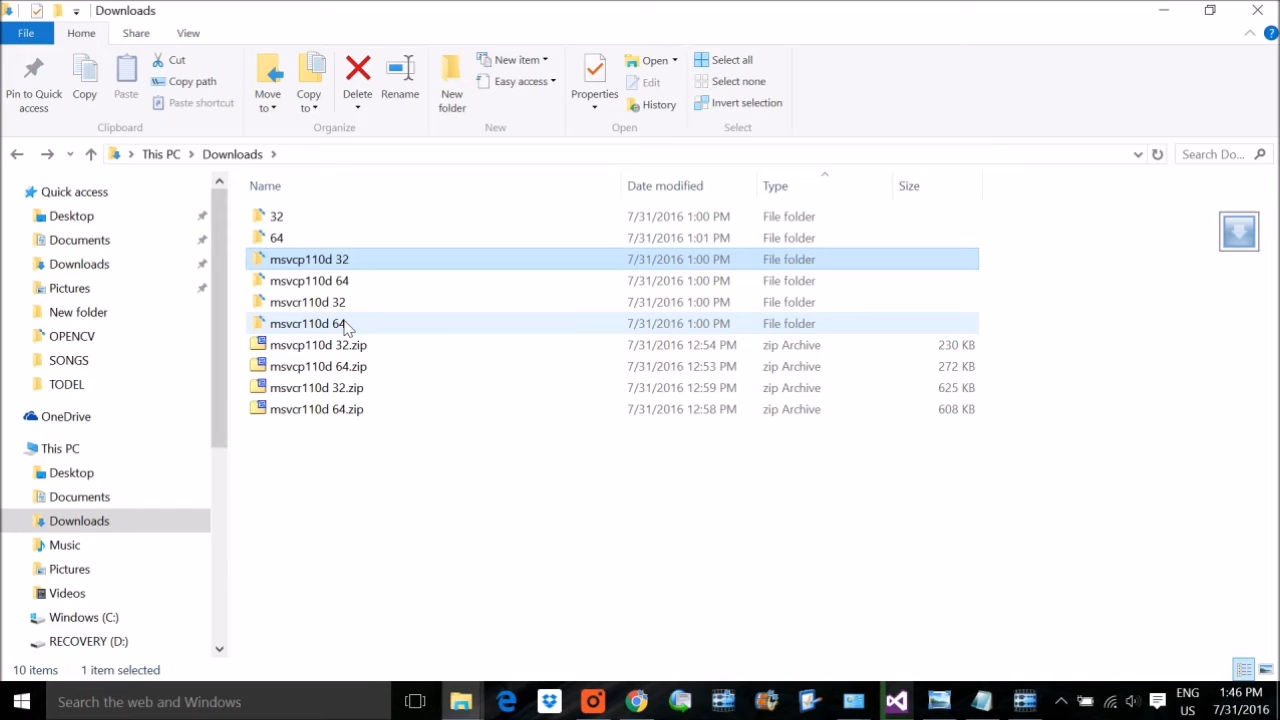 Downloads
File Home Share View
Pin to Quick access
Copy
Paste
Cut
Copy path
Paste shortcut
Move to
Copy to
Delete
Rename
New folder
New item
Easy access
Properties
Open
Edit
History
Select all
Select none
Invert selection
Clipboard Organize New Open Select
This PC Downloads Search Do...
Name Date modified Type Size
32 7/31/2016 1:00 PM File folder
64 7/31/2016 1:01 PM File folder
msvcp110d 32 7/31/2016 1:00 PM File folder
msvcp110d 64 7/31/2016 1:00 PM File folder
msvcr110d 32 7/31/2016 1:00 PM File folder
msvcr110d 64 7/31/2016 1:00 PM File folder
msvcp110d 32.zip 7/31/2016 12:54 PM zip Archive 230 KB
msvcp110d 64.zip 7/31/2016 12:53 PM zip Archive 272 KB
msvcr110d 32.zip 7/31/2016 12:59 PM zip Archive 625 KB
msvcr110d 64.zip 7/31/2016 12:58 PM zip Archive 608 KB
Quick access
Desktop
Documents
Downloads
Pictures
New folder
OPENCV
SONGS
TODEL
OneDrive
This PC
Desktop
Documents
Downloads
Music
Pictures
Videos
Windows (C:)
RECOVERY (D:)
10 items 1 item selected
Search the web and Windows
ENG
US
1:46 PM
7/31/2016